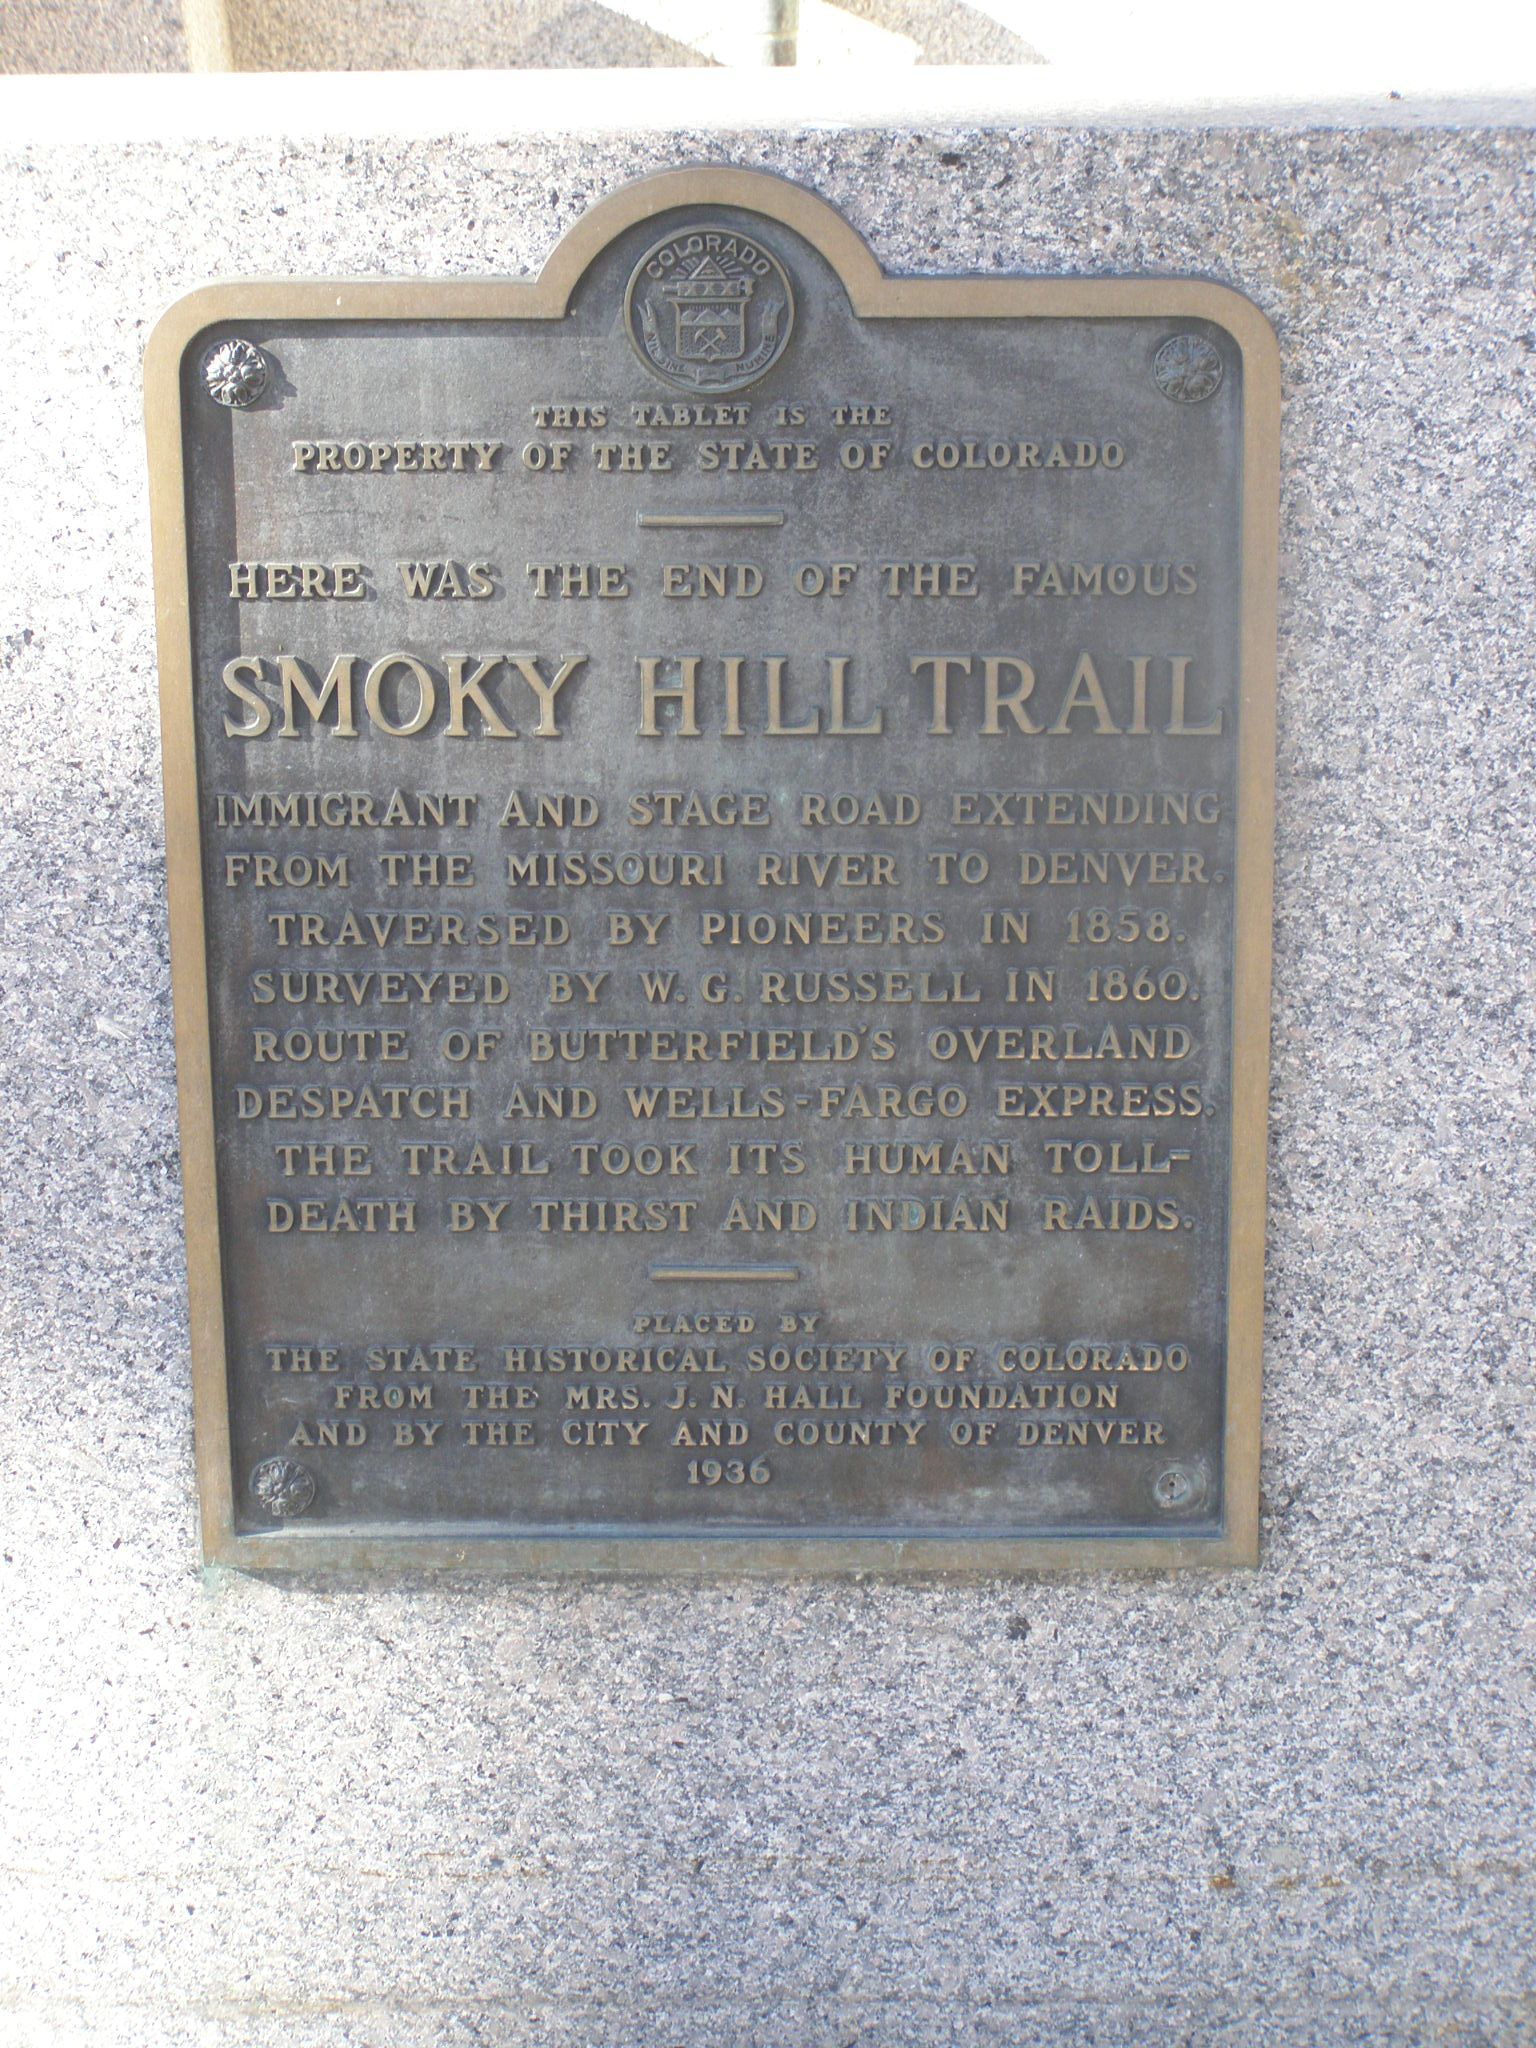 COLORADO
NIL SINE NUMINE
THIS TABLET IS THE
PROPERTY OF THE STATE OF COLORADO
HERE WAS THE END OF THE FAMOUS
SMOKY HILL TRAIL
IMMIGRANT AND STAGE ROAD EXTENDING
FROM THE MISSOURI RIVER TO DENVER.
TRAVERSED BY PIONEERS IN 1858.
SURVEYED BY W. G. RUSSELL IN 1860.
ROUTE OF BUTTERFIELD'S OVERLAND
DESPATCH AND WELLS-FARGO EXPRESS.
THE TRAIL TOOK ITS HUMAN TOLL-
DEATH BY THIRST AND INDIAN RAIDS.
PLACED BY
THE STATE HISTORICAL SOCIETY OF COLORADO
FROM THE MRS. J. N. HALL FOUNDATION
AND BY THE CITY AND COUNTY OF DENVER
1936